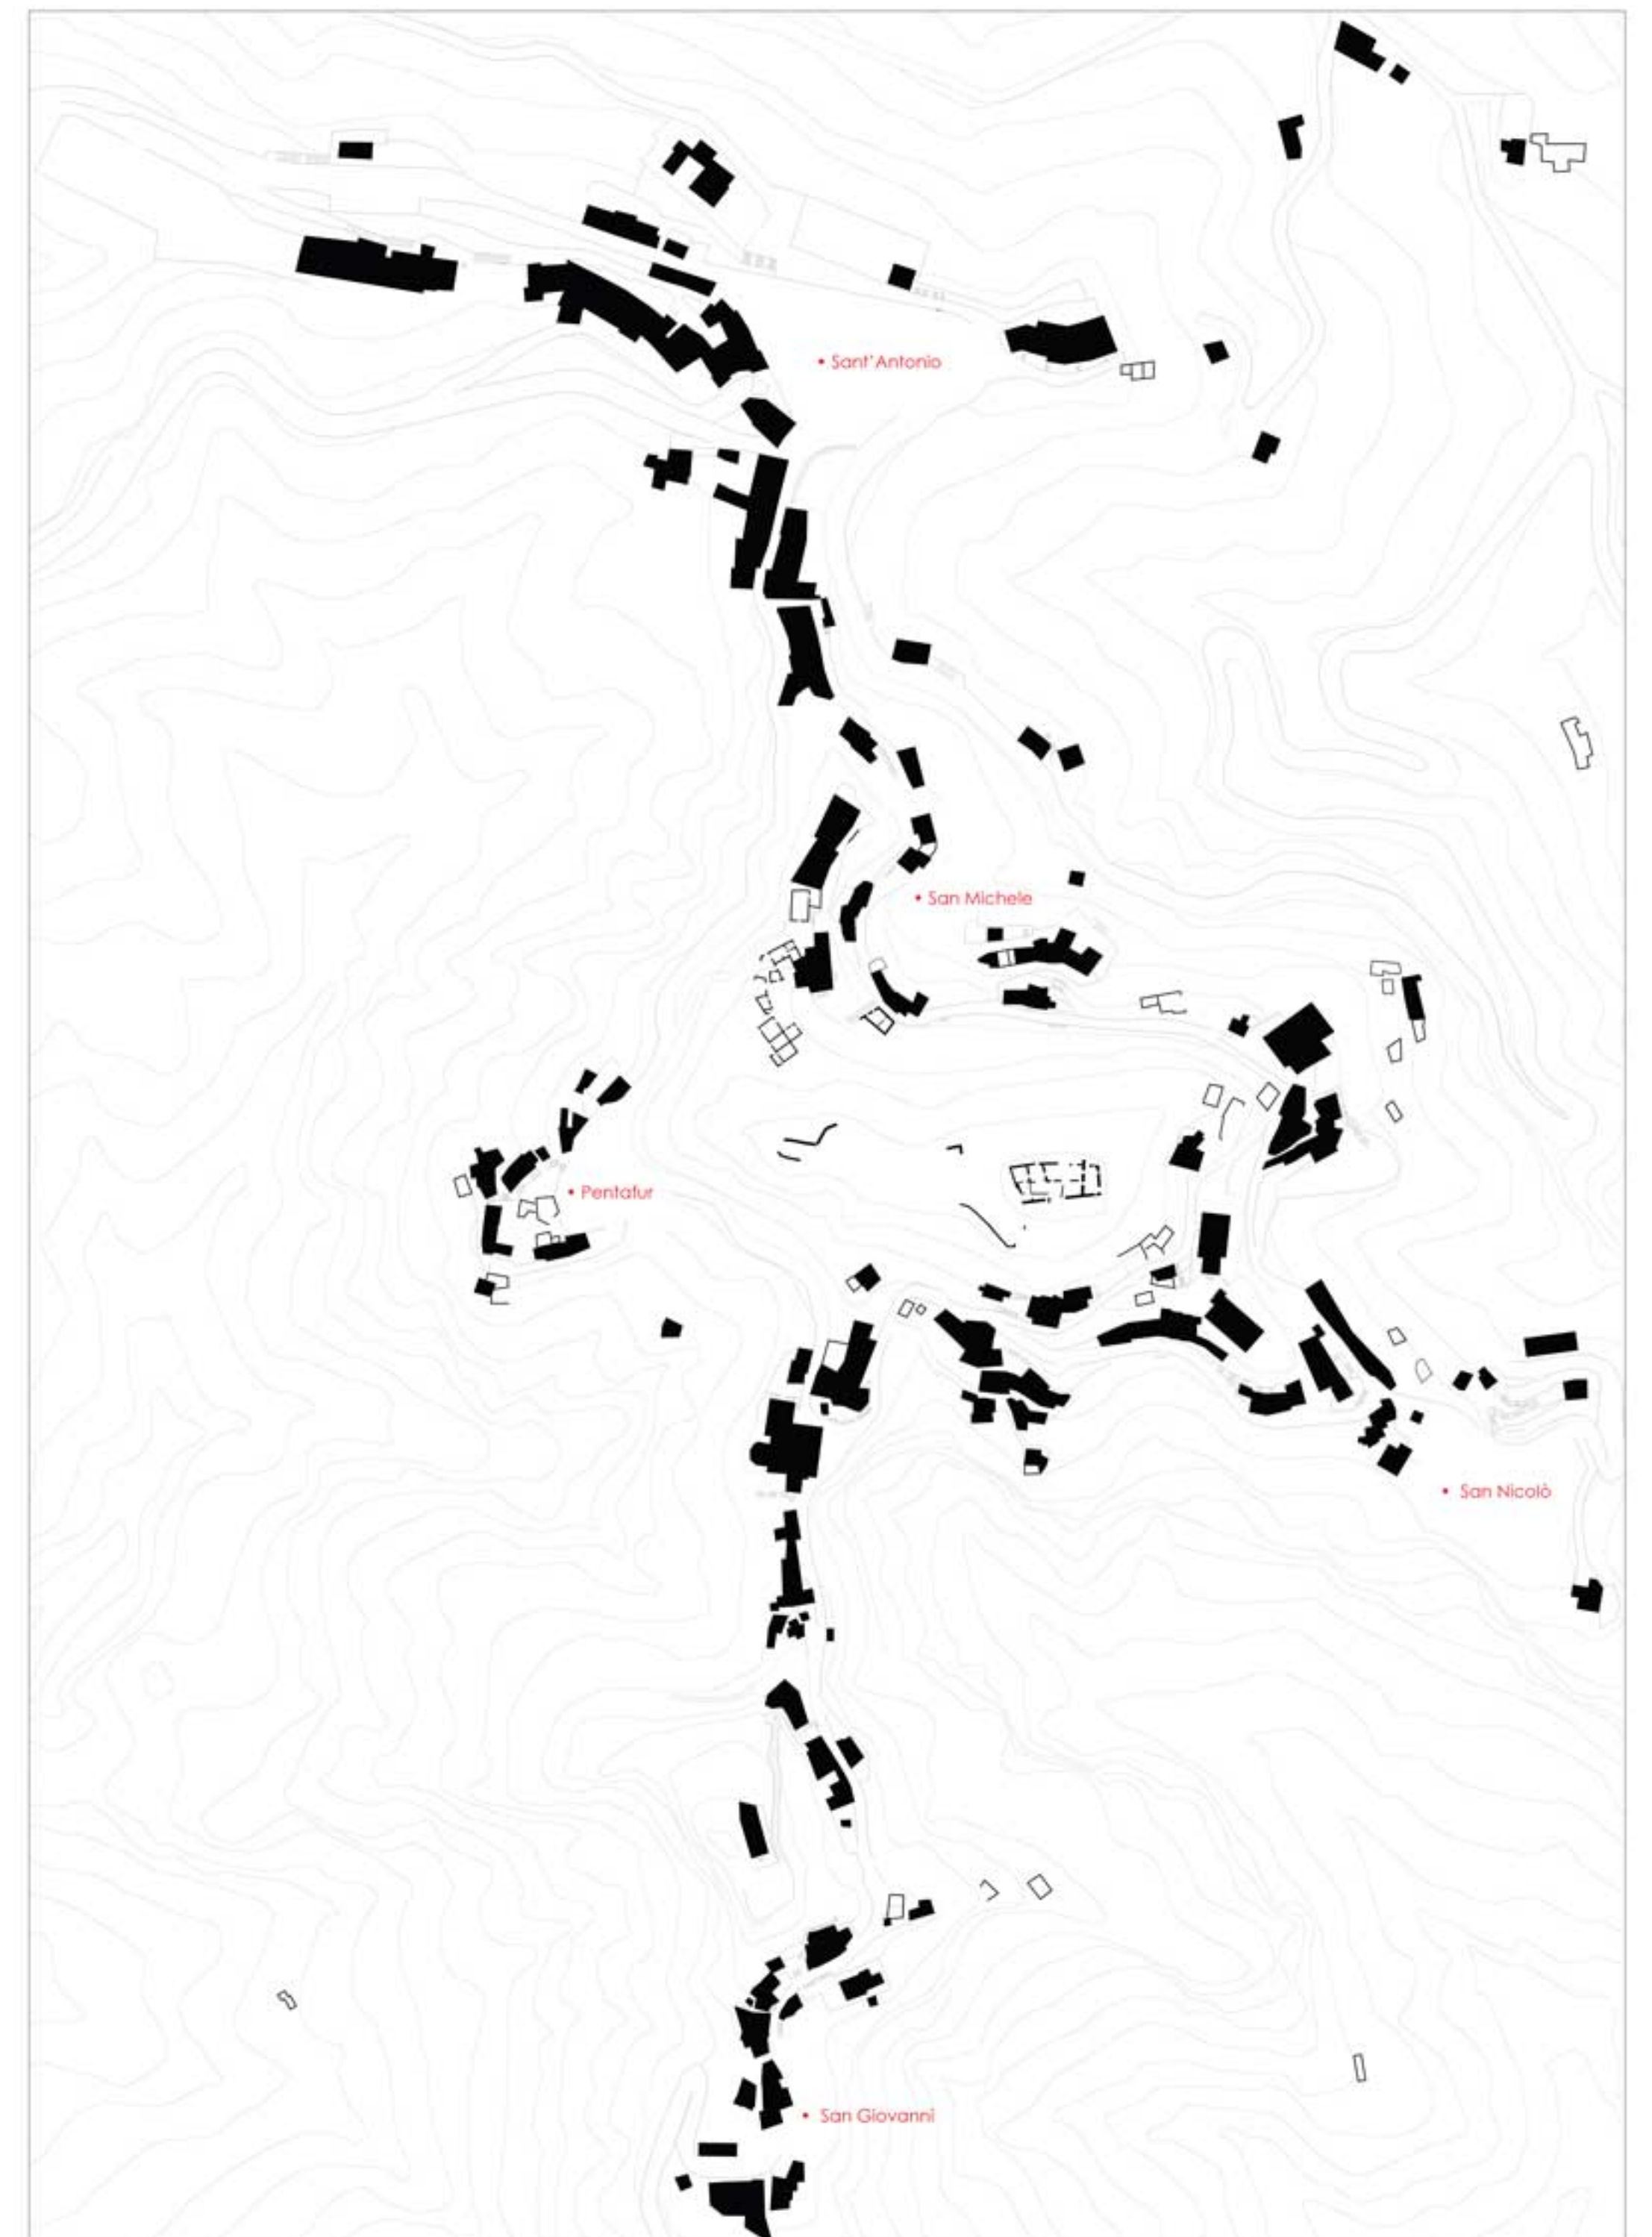 • Sant'Antonio
• San Michele
• Pentafur
• San Nicolò
• San Giovanni